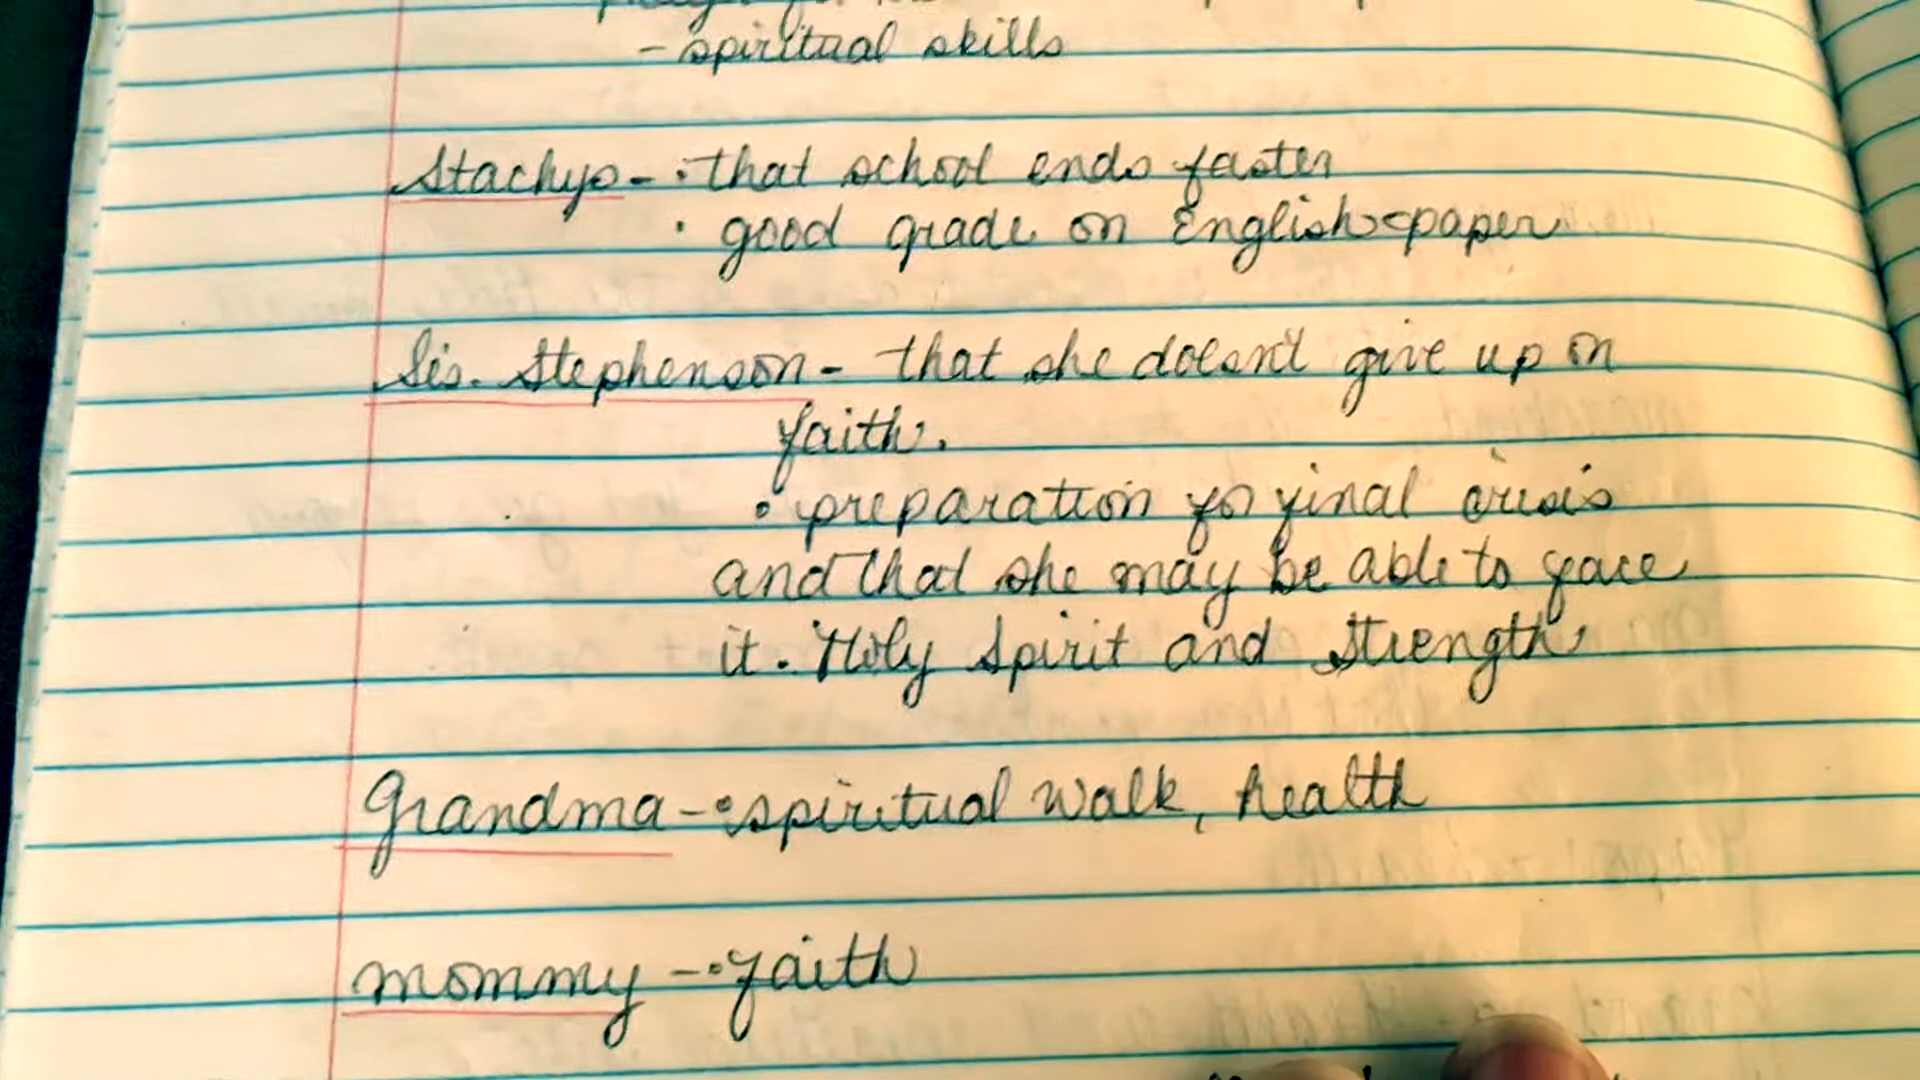 - spiritual skills
Stachys - • that school ends faster
• good grade on English paper
Sis. Stephenson - that she doesn't give up on
faith.
• preparation for final crisis
and that she may be able to face
it. Holy Spirit and Strength
Grandma - • spiritual walk, health
mommy - • faith